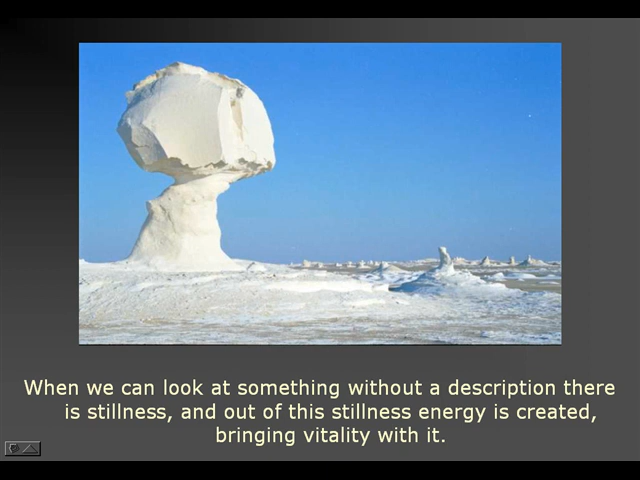 When we can look at something without a description there
is stillness, and out of this stillness energy is created,
bringing vitality with it.